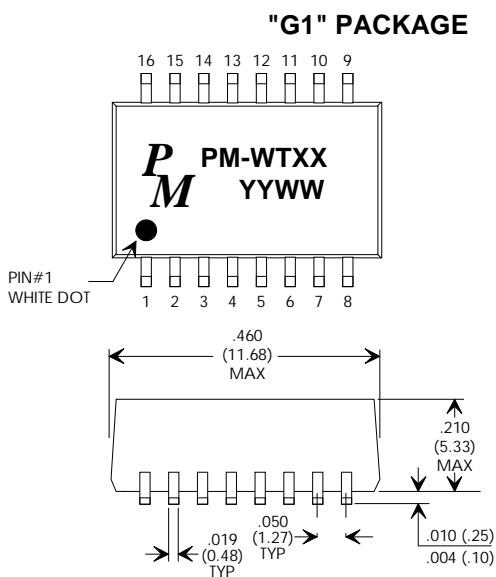 "G1" PACKAGE
16 15 14 13 12 11 10 9
P
M
PM-WTXX
YYWW
PIN#1
WHITE DOT
1 2 3 4 5 6 7 8
.460
(11.68)
MAX
.210
(5.33)
MAX
.019
(0.48)
TYP
.050
(1.27)
TYP
.010 (.25)
.004 (.10)